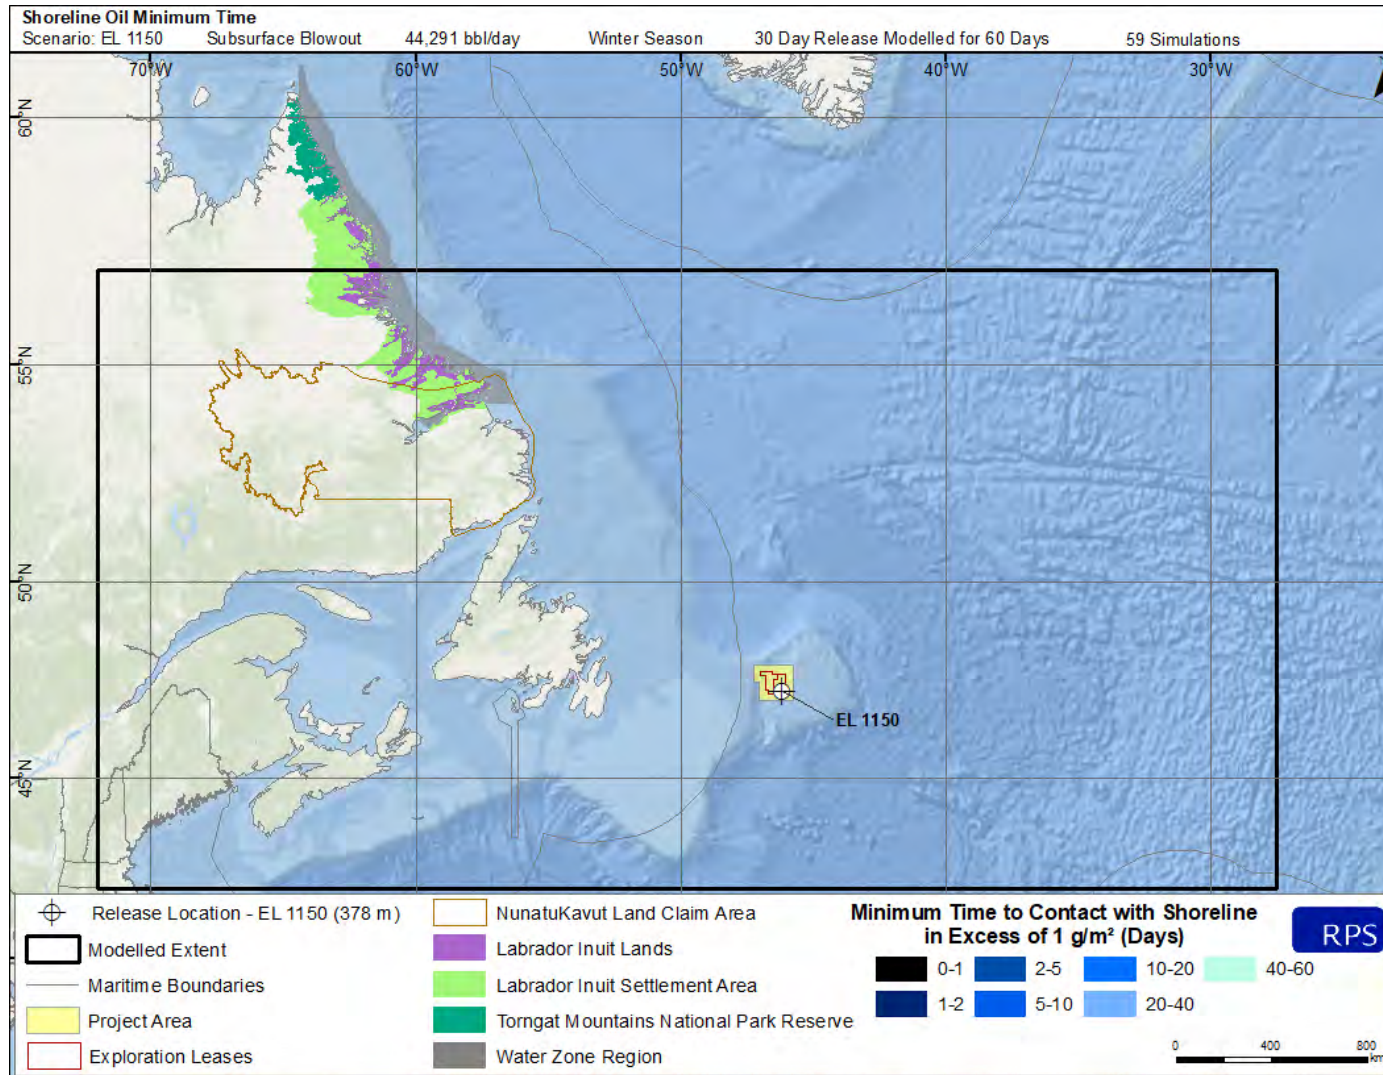 Shoreline Oil Minimum Time
Scenario: EL 1150 Subsurface Blowout 44,291 bbl/day Winter Season 30 Day Release Modelled for 60 Days 59 Simulations
70°W 60°W 50°W 40°W 30°W
60°N
55°N
50°N
45°N
EL 1150
Release Location - EL 1150 (378 m)
Modelled Extent
Maritime Boundaries
Project Area
Exploration Leases
NunatuKavut Land Claim Area
Labrador Inuit Lands
Labrador Inuit Settlement Area
Torngat Mountains National Park Reserve
Water Zone Region
Minimum Time to Contact with Shoreline
in Excess of 1 g/m² (Days)
0-1 2-5 10-20 40-60
1-2 5-10 20-40
RPS
0 400 800
km